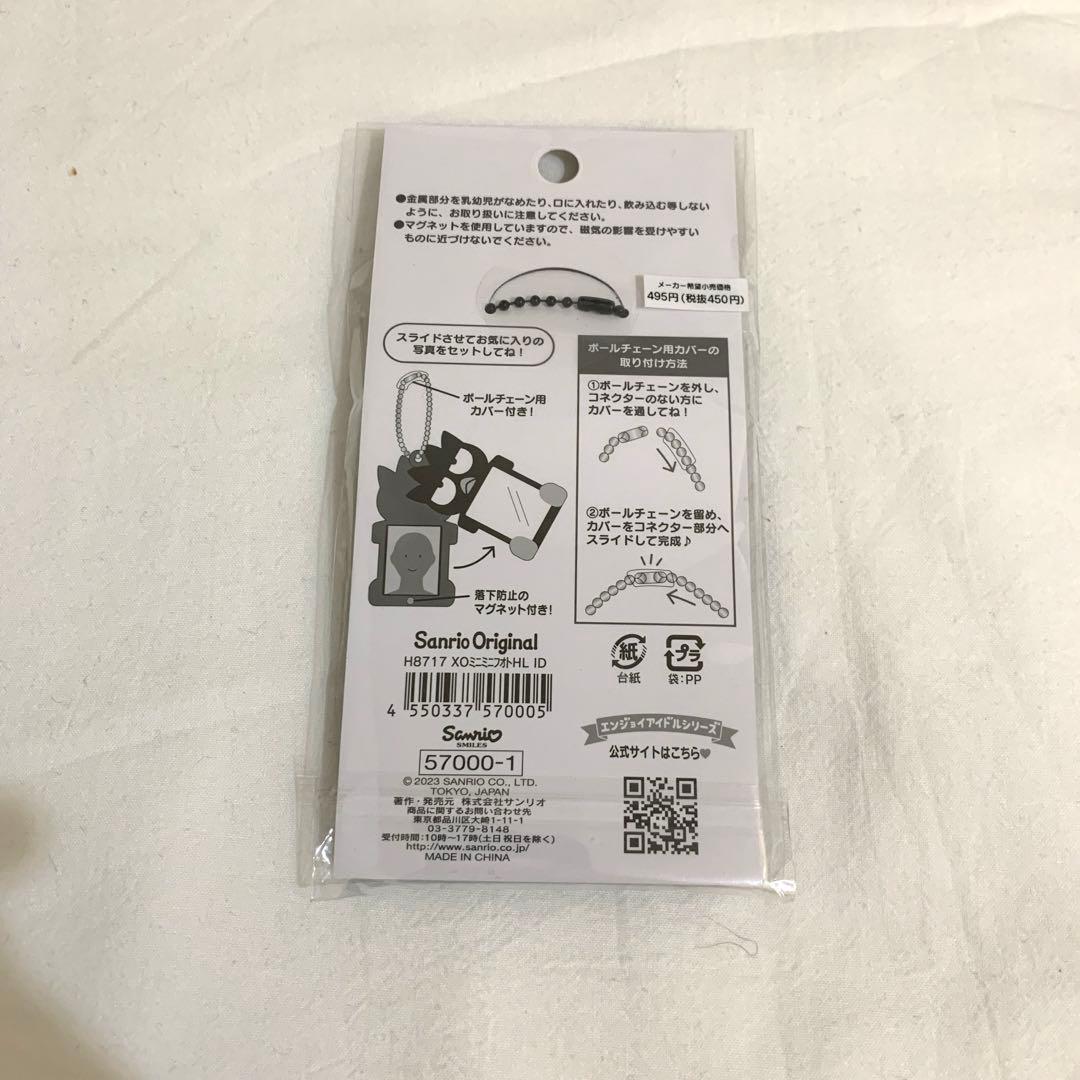 ●金属部分を乳幼児がなめたり、口に入れたり、飲み込む等しない
ように、お取り扱いに注意してください。
●マグネットを使用していますので、磁気の影響を受けやすい
ものに近づけないでください。
メーカー希望小売価格
495円(税抜450円)
スライドさせてお気に入りの
写真をセットしてね！
ボールチェーン用
カバー付き！
落下防止の
マグネット付き！
ボールチェーン用カバーの
取り付け方法
①ボールチェーンを外し、
コネクターのない方に
カバーを通してね！
②ボールチェーンを留め、
カバーをコネクター部分へ
スライドして完成♪
Sanrio Original
H8717 XOミニミニフォトHL ID
4 550337 570005
Sanrio
SMILES
57000-1
©2023 SANRIO CO., LTD.
TOKYO, JAPAN
著作・発売元 株式会社サンリオ
商品に関するお問い合わせ先
東京都品川区大崎1-11-1
03-3779-8148
受付時間：10時～17時(土日祝日を除く)
http://www.sanrio.co.jp/
MADE IN CHINA
紙
台紙
プラ
袋：PP
エンジョイアイドルシリーズ
公式サイトはこちら♥